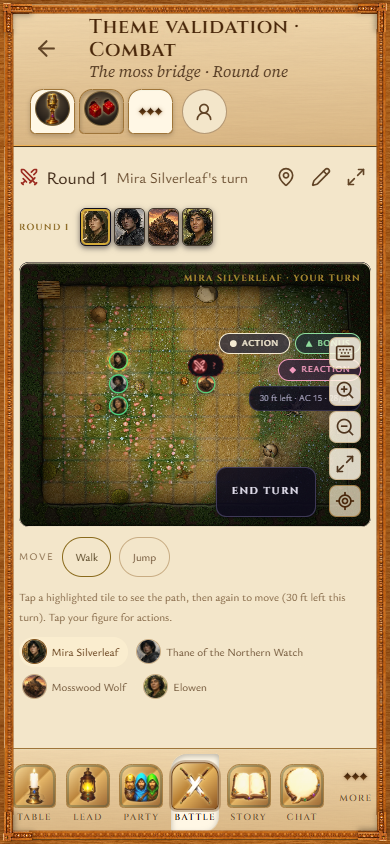 Theme validation ·
Combat
The moss bridge · Round one
Round 1 Mira Silverleaf's turn
ROUND 1
MIRA SILVERLEAF · YOUR TURN
ACTION
REACTION
30 ft left · AC 15 ·
END TURN
MOVE Walk Jump
Tap a highlighted tile to see the path, then again to move (30 ft left this
turn). Tap your figure for actions.
Mira Silverleaf Thane of the Northern Watch
Mosswood Wolf Elowen
TABLE LEAD PARTY BATTLE STORY CHAT MORE